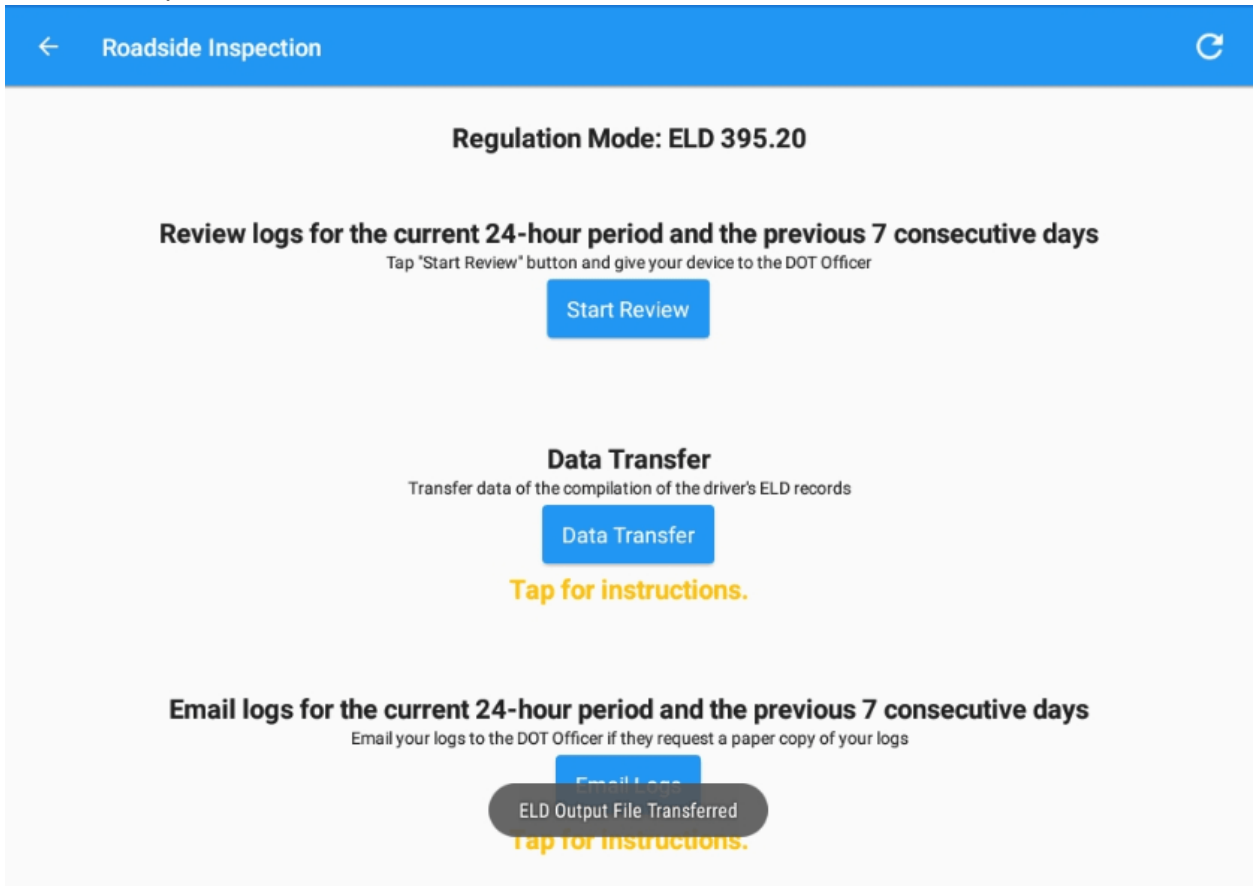 Roadside Inspection
Regulation Mode: ELD 395.20
Review logs for the current 24-hour period and the previous 7 consecutive days
Tap "Start Review" button and give your device to the DOT Officer
Start Review
Data Transfer
Transfer data of the compilation of the driver's ELD records
Data Transfer
Tap for instructions.
Email logs for the current 24-hour period and the previous 7 consecutive days
Email your logs to the DOT Officer if they request a paper copy of your logs
Email Logs
ELD Output File Transferred
Tap for instructions.